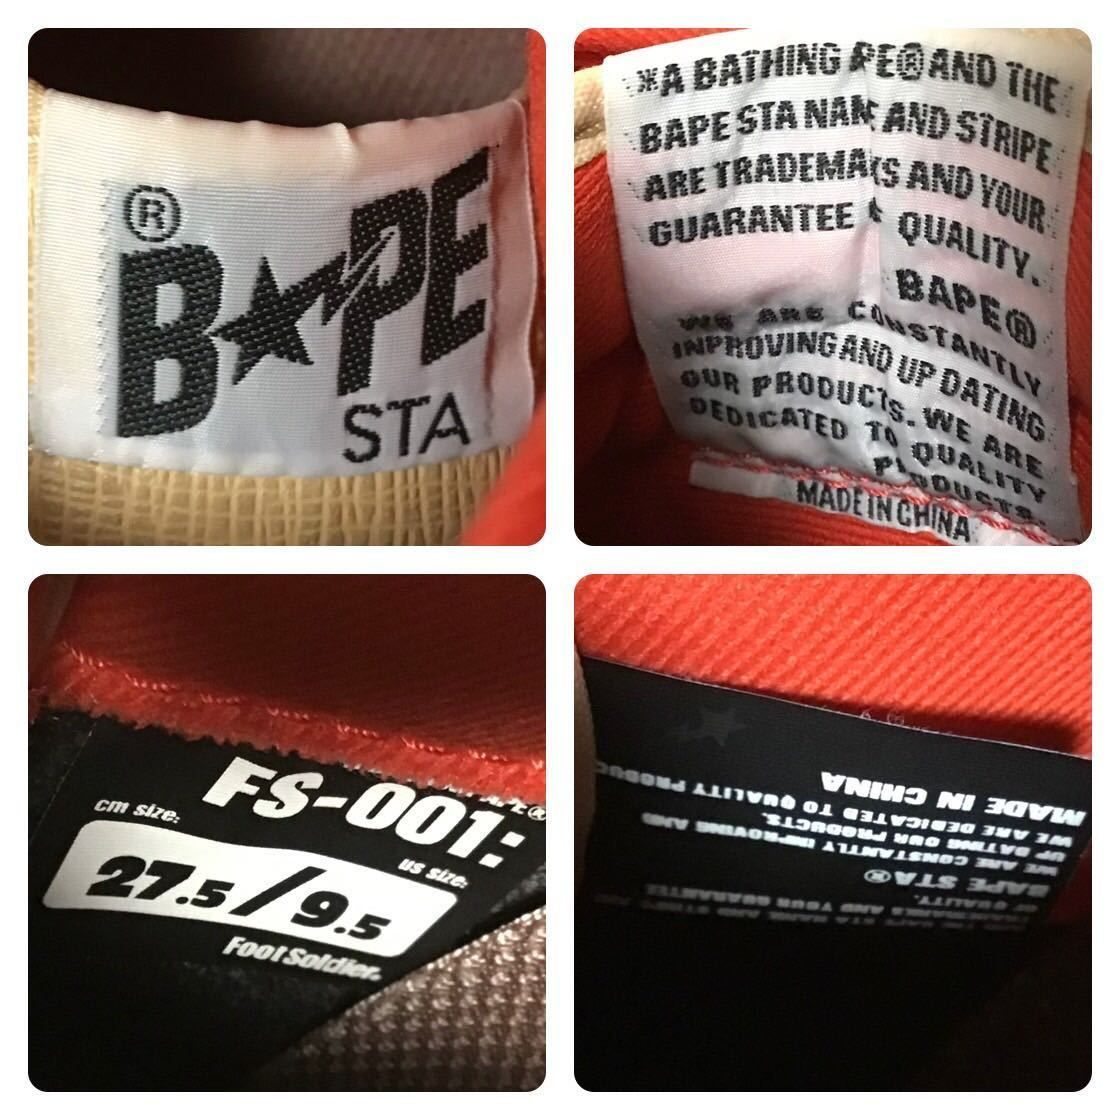 ®
B★PE
STA
*A BATHING APE® AND THE
BAPE STA NAME AND STRIPE
ARE TRADEMARKS AND YOUR
GUARANTEE QUALITY.
BAPE®
WE ARE CONSTANTLY
INPROVING AND UP DATING
OUR PRODUCTS. WE ARE
DEDICATED TO QUALITY
PRODUCTS.
MADE IN CHINA
FS-001:
cm size:
us size:
27.5/9.5
Foot Soldier.
OF QUALITY.
BAPE STA®
WE ARE CONSTANTLY IMPROVING AND
UP DATING OUR PRODUCTS.
WE ARE DEDICATED TO QUALITY
MADE IN CHINA